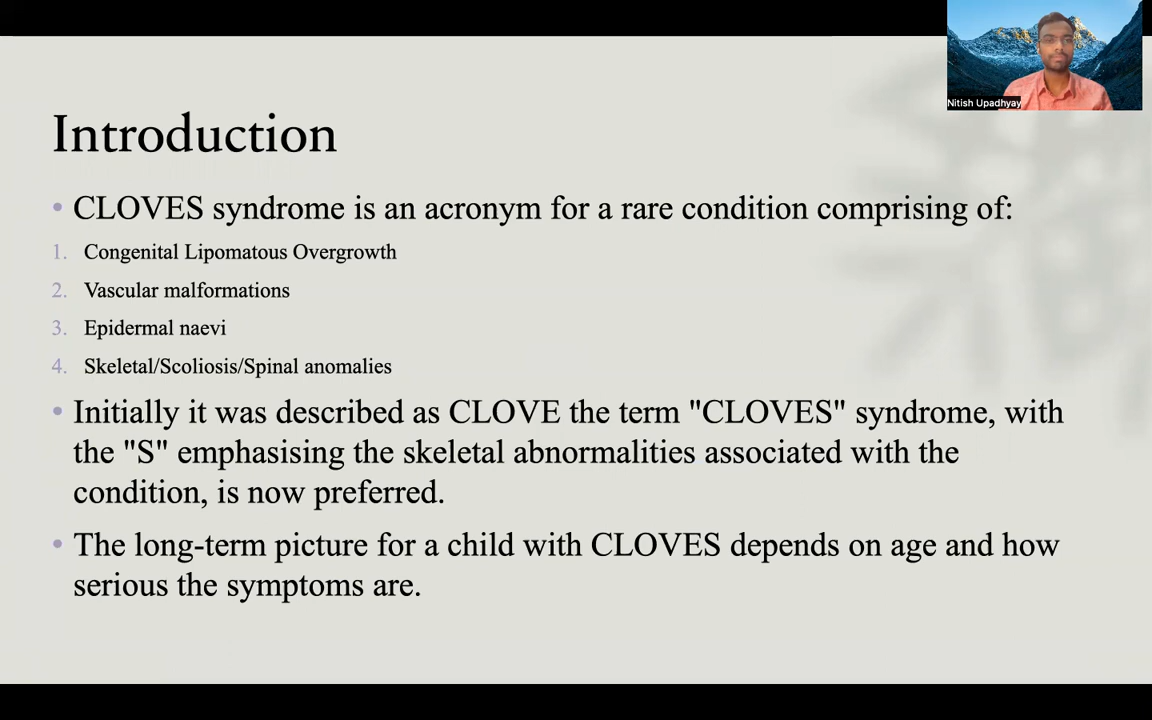 Nitish Upadhyay
Introduction
• CLOVES syndrome is an acronym for a rare condition comprising of:
1. Congenital Lipomatous Overgrowth
2. Vascular malformations
3. Epidermal naevi
4. Skeletal/Scoliosis/Spinal anomalies
• Initially it was described as CLOVE the term "CLOVES" syndrome, with
the "S" emphasising the skeletal abnormalities associated with the
condition, is now preferred.
• The long-term picture for a child with CLOVES depends on age and how
serious the symptoms are.